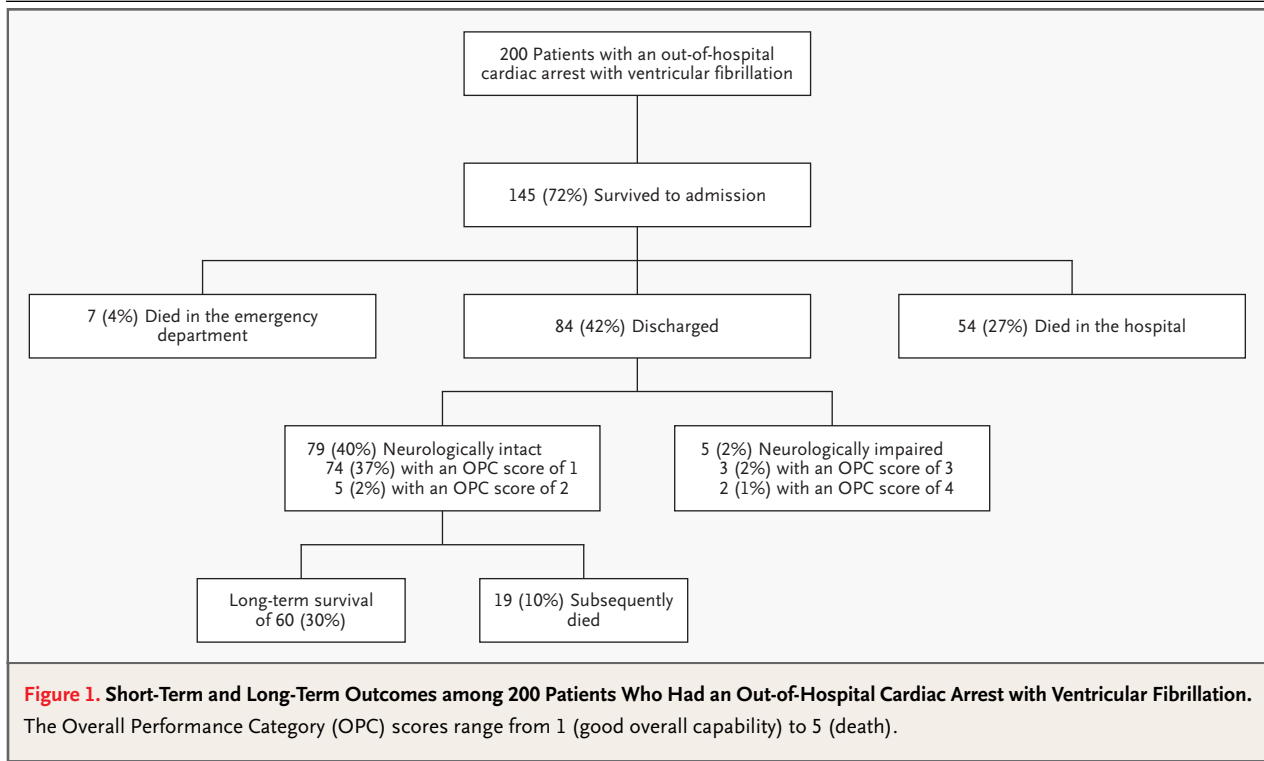 200 Patients with an out-of-hospital
cardiac arrest with ventricular fibrillation
145 (72%) Survived to admission
7 (4%) Died in the emergency
department
84 (42%) Discharged
54 (27%) Died in the hospital
79 (40%) Neurologically intact
74 (37%) with an OPC score of 1
5 (2%) with an OPC score of 2
5 (2%) Neurologically impaired
3 (2%) with an OPC score of 3
2 (1%) with an OPC score of 4
Long-term survival
of 60 (30%)
19 (10%) Subsequently
died
Figure 1. Short-Term and Long-Term Outcomes among 200 Patients Who Had an Out-of-Hospital Cardiac Arrest with Ventricular Fibrillation.
The Overall Performance Category (OPC) scores range from 1 (good overall capability) to 5 (death).